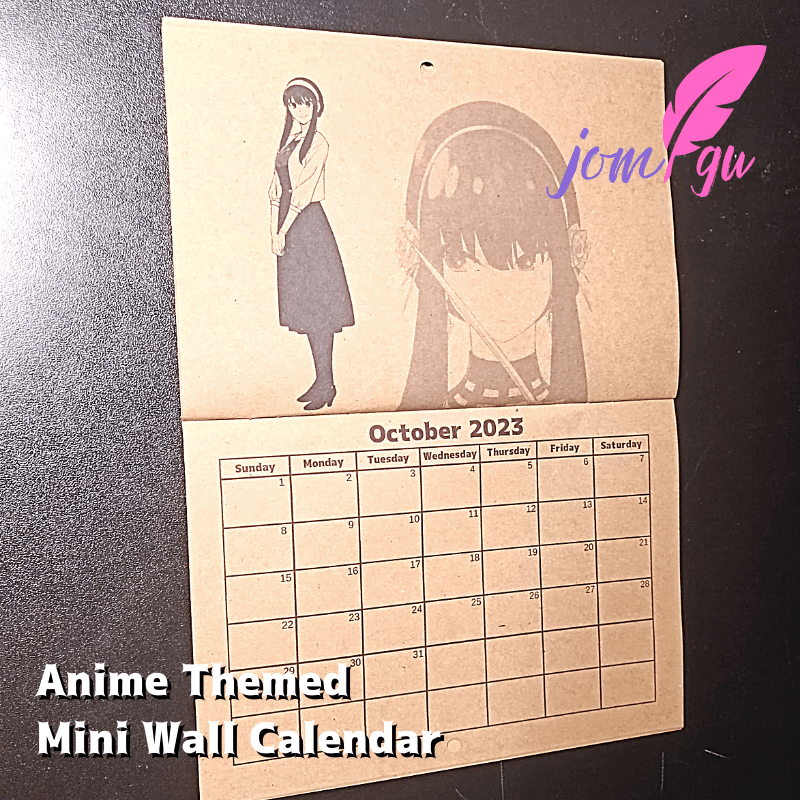 jom gu
October 2023
Sunday Monday Tuesday Wednesday Thursday Friday Saturday
1 2 3 4 5 6 7
8 9 10 11 12 13 14
15 16 17 18 19 20 21
22 23 24 25 26 27 28
29 30 31
Anime Themed
Mini Wall Calendar